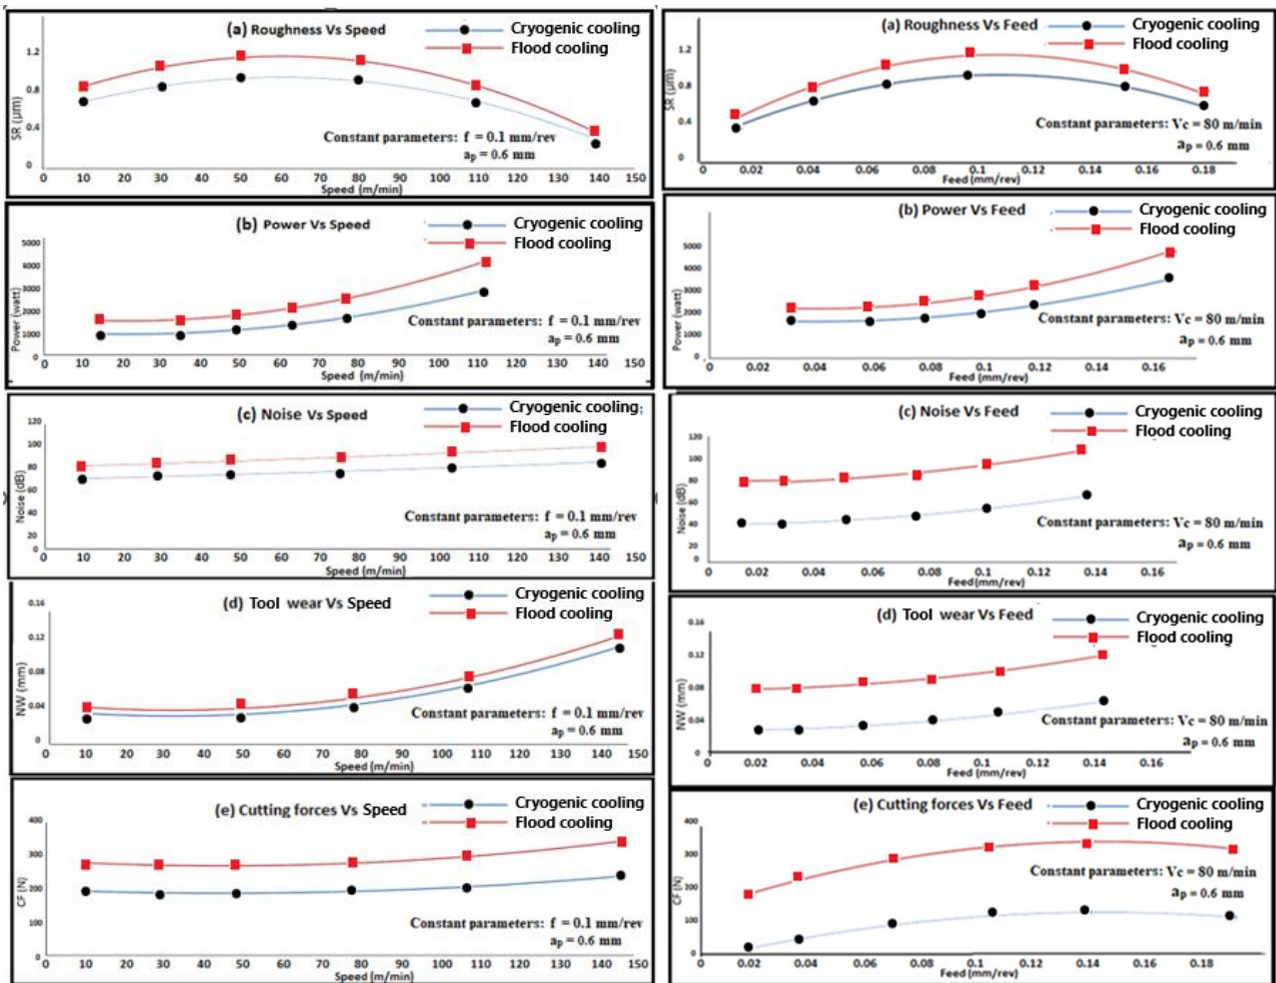 (a) Roughness Vs Speed
Cryogenic cooling
Flood cooling
1.2
0.8
0.4
0
SR (μm)
Constant parameters: f = 0.1 mm/rev
ap = 0.6 mm
0 10 20 30 40 50 60 70 80 90 100 110 120 130 140 150
Speed (m/min)
(b) Power Vs Speed
Cryogenic cooling
Flood cooling
5000
4000
3000
2000
1000
0
Power (watt)
Constant parameters: f = 0.1 mm/rev
ap = 0.6 mm
0 10 20 30 40 50 60 70 80 90 100 110 120 130 140 150
Speed (m/min)
(c) Noise Vs Speed
Cryogenic cooling;
Flood cooling
120
100
80
60
40
20
0
Noise (dB)
Constant parameters: f = 0.1 mm/rev
ap = 0.6 mm
10 20 30 40 50 60 70 80 90 100 110 120 130 140 150
Speed (m/min)
(d) Tool wear Vs Speed
Cryogenic cooling
Flood cooling
0.16
0.12
0.08
0.04
0
NW (mm)
Constant parameters: f = 0.1 mm/rev
ap = 0.6 mm
10 20 30 40 50 60 70 80 90 100 110 120 130 140 150
Speed (m/min)
(e) Cutting forces Vs Speed
Cryogenic cooling
Flood cooling
400
300
200
100
0
CF (N)
Constant parameters: f = 0.1 mm/rev
ap = 0.6 mm
10 20 30 40 50 60 70 80 90 100 110 120 130 140 150
Speed (m/min)
(a) Roughness Vs Feed
Cryogenic cooling
Flood cooling
1.2
0.8
0.4
0
SR (μm)
Constant parameters: Vc = 80 m/min
ap = 0.6 mm
0 0.02 0.04 0.06 0.08 0.1 0.12 0.14 0.16 0.18
Feed (mm/rev)
(b) Power Vs Feed
Cryogenic cooling
Flood cooling
5000
4000
3000
2000
1000
0
Power (watt)
Constant parameters: Vc = 80 m/min
ap = 0.6 mm
0 0.02 0.04 0.06 0.08 0.1 0.12 0.14 0.16
Feed (mm/rev)
(c) Noise Vs Feed
Cryogenic cooling
Flood cooling
120
100
80
60
40
20
0
Noise (dB)
Constant parameters: Vc = 80 m/min
ap = 0.6 mm
0 0.02 0.04 0.06 0.08 0.1 0.12 0.14 0.16
Feed (mm/rev)
(d) Tool wear Vs Feed
Cryogenic cooling
Flood cooling
0.16
0.12
0.08
0.04
0
NW (mm)
Constant parameters: Vc = 80 m/min
ap = 0.6 mm
0 0.02 0.04 0.06 0.08 0.1 0.12 0.14 0.16
Feed (mm/rev)
(e) Cutting forces Vs Feed
Cryogenic cooling
Flood cooling
400
300
200
100
0
CF (N)
Constant parameters: Vc = 80 m/min
ap = 0.6 mm
0 0.02 0.04 0.06 0.08 0.1 0.12 0.14 0.16 0.18
Feed (mm/rev)